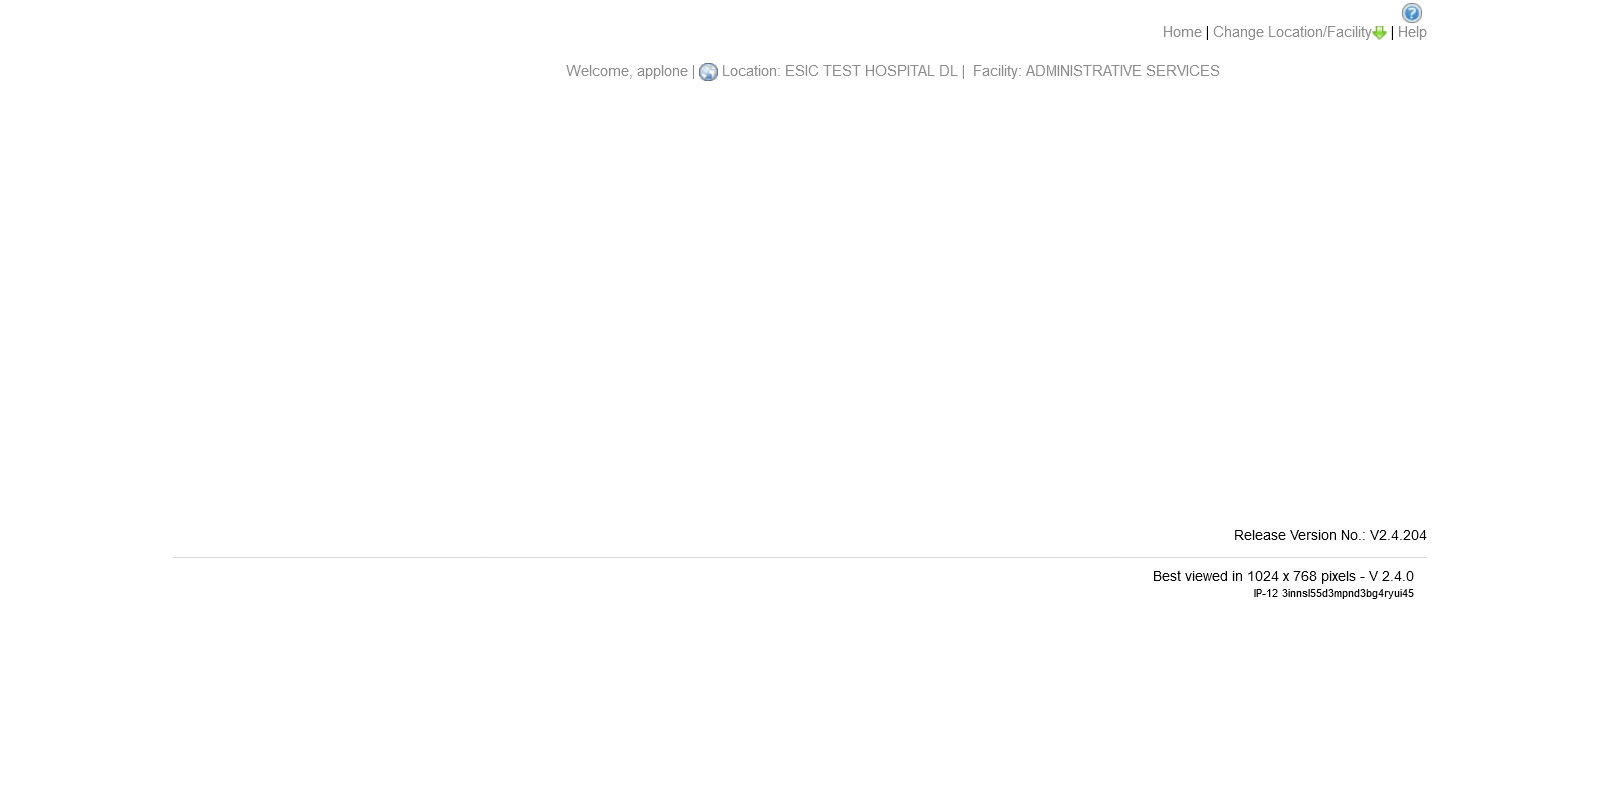 Home | Change Location/Facility | Help
Welcome, applone | Location: ESIC TEST HOSPITAL DL | Facility: ADMINISTRATIVE SERVICES
Release Version No.: V2.4.204
Best viewed in 1024 x 768 pixels - V 2.4.0
IP-12 3innsl55d3mpnd3bg4ryui45